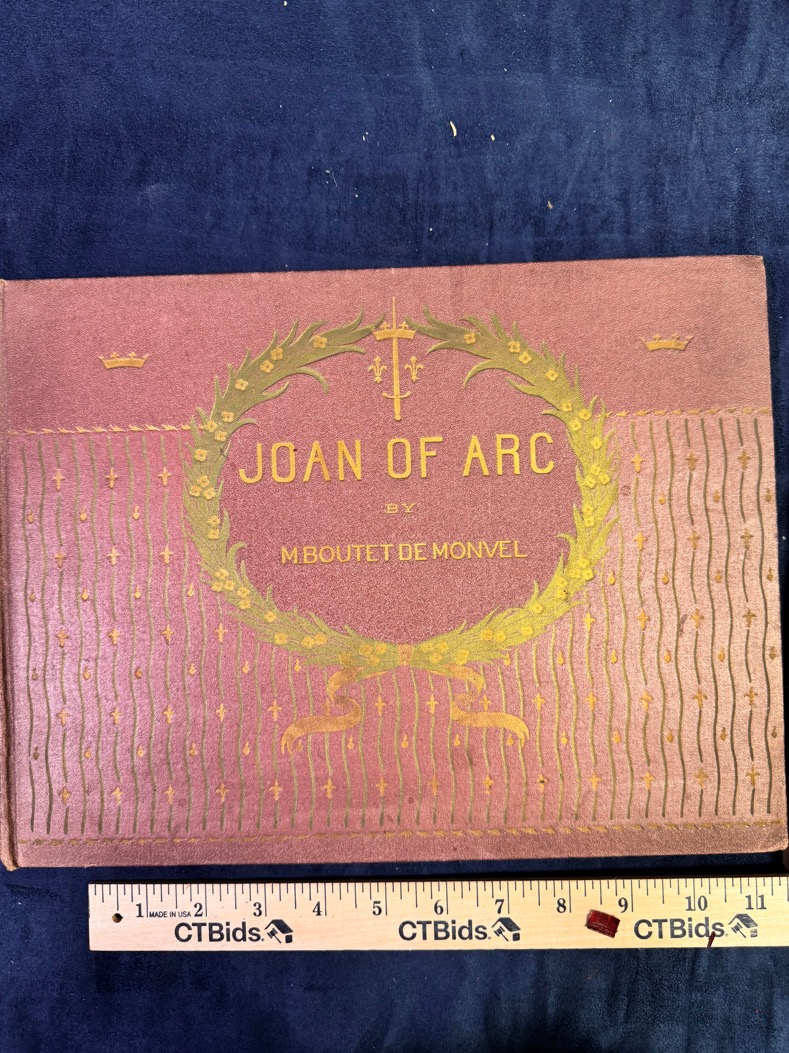 JOAN OF ARC
BY
M. BOUTET DE MONVEL
1 MADE IN USA 2 3 4 5 6 7 8 9 10 11
CTBids. CTBids. CTBids.